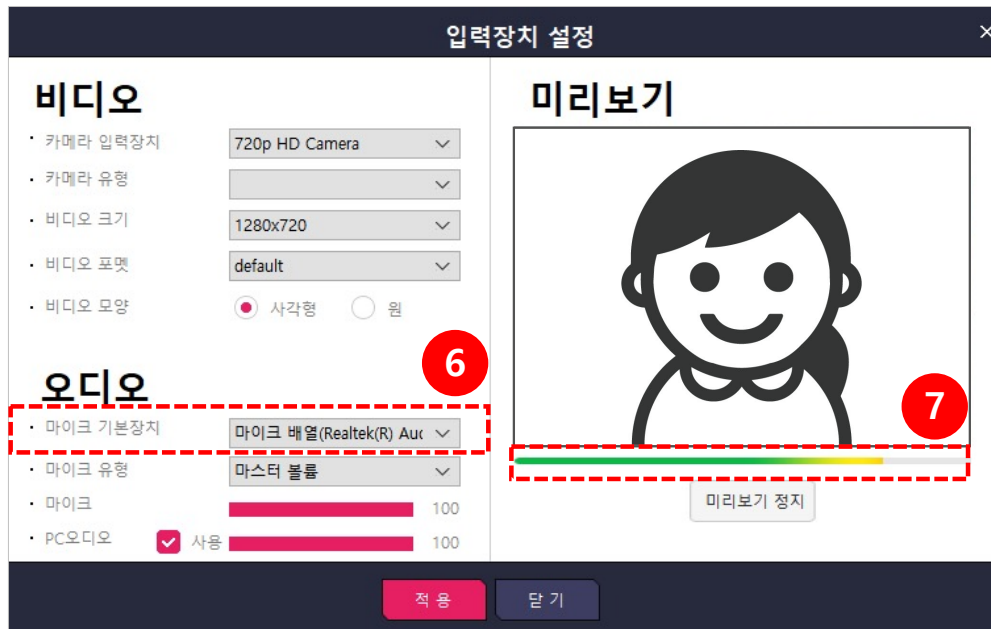 입력장치 설정
비디오
· 카메라 입력장치 720p HD Camera
· 카메라 유형
· 비디오 크기 1280x720
· 비디오 포멧 default
· 비디오 모양 사각형 원
6
오디오
· 마이크 기본장치 마이크 배열(Realtek(R) Auc
· 마이크 유형 마스터 볼륨
· 마이크 100
· PC오디오 사용 100
미리보기
7
미리보기 정지
적 용 닫 기